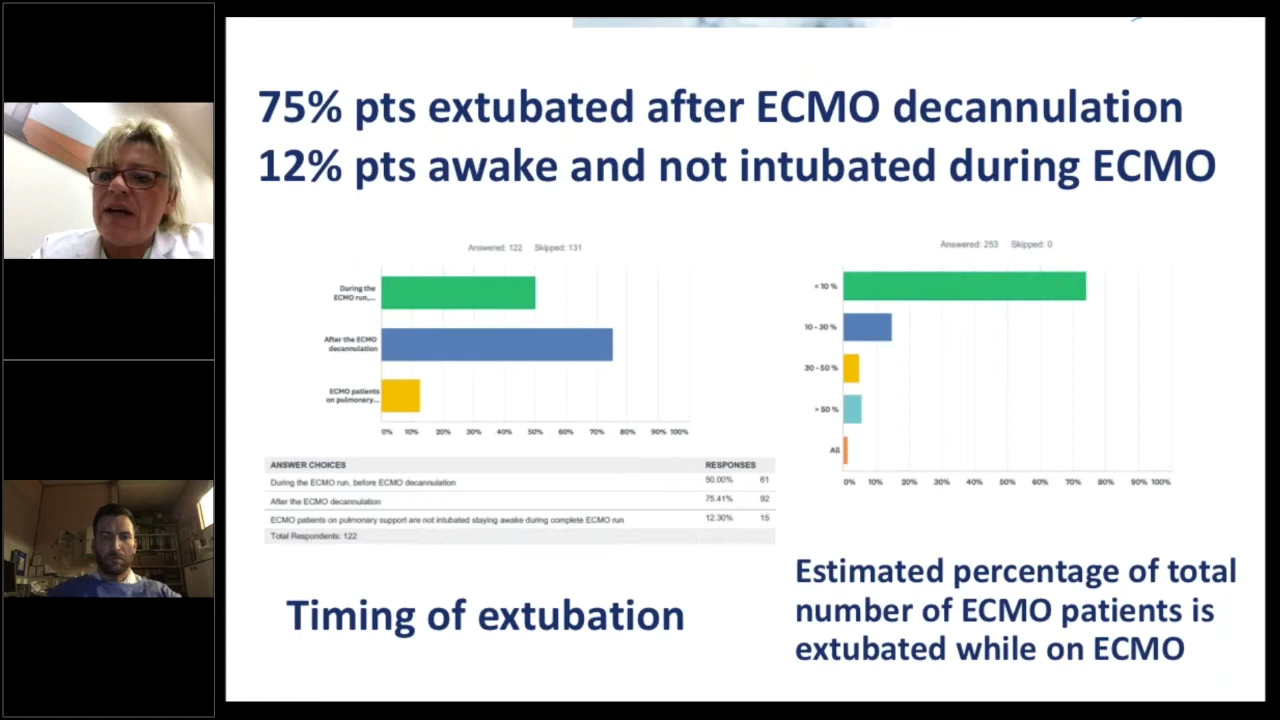 75% pts extubated after ECMO decannulation
12% pts awake and not intubated during ECMO
Answered: 122 Skipped: 131
During the
ECMO run,...
After the ECMO
decannulation
ECMO patients
on pulmonary...
0% 10% 20% 30% 40% 50% 60% 70% 80% 90% 100%
ANSWER CHOICES RESPONSES
During the ECMO run, before ECMO decannulation 50.00% 61
After the ECMO decannulation 75.41% 92
ECMO patients on pulmonary support are not intubated staying awake during complete ECMO run 12.30% 15
Total Respondents: 122
Timing of extubation
Answered: 253 Skipped: 0
< 10 %
10 - 30 %
30 - 50 %
> 50 %
All
0% 10% 20% 30% 40% 50% 60% 70% 80% 90% 100%
Estimated percentage of total
number of ECMO patients is
extubated while on ECMO